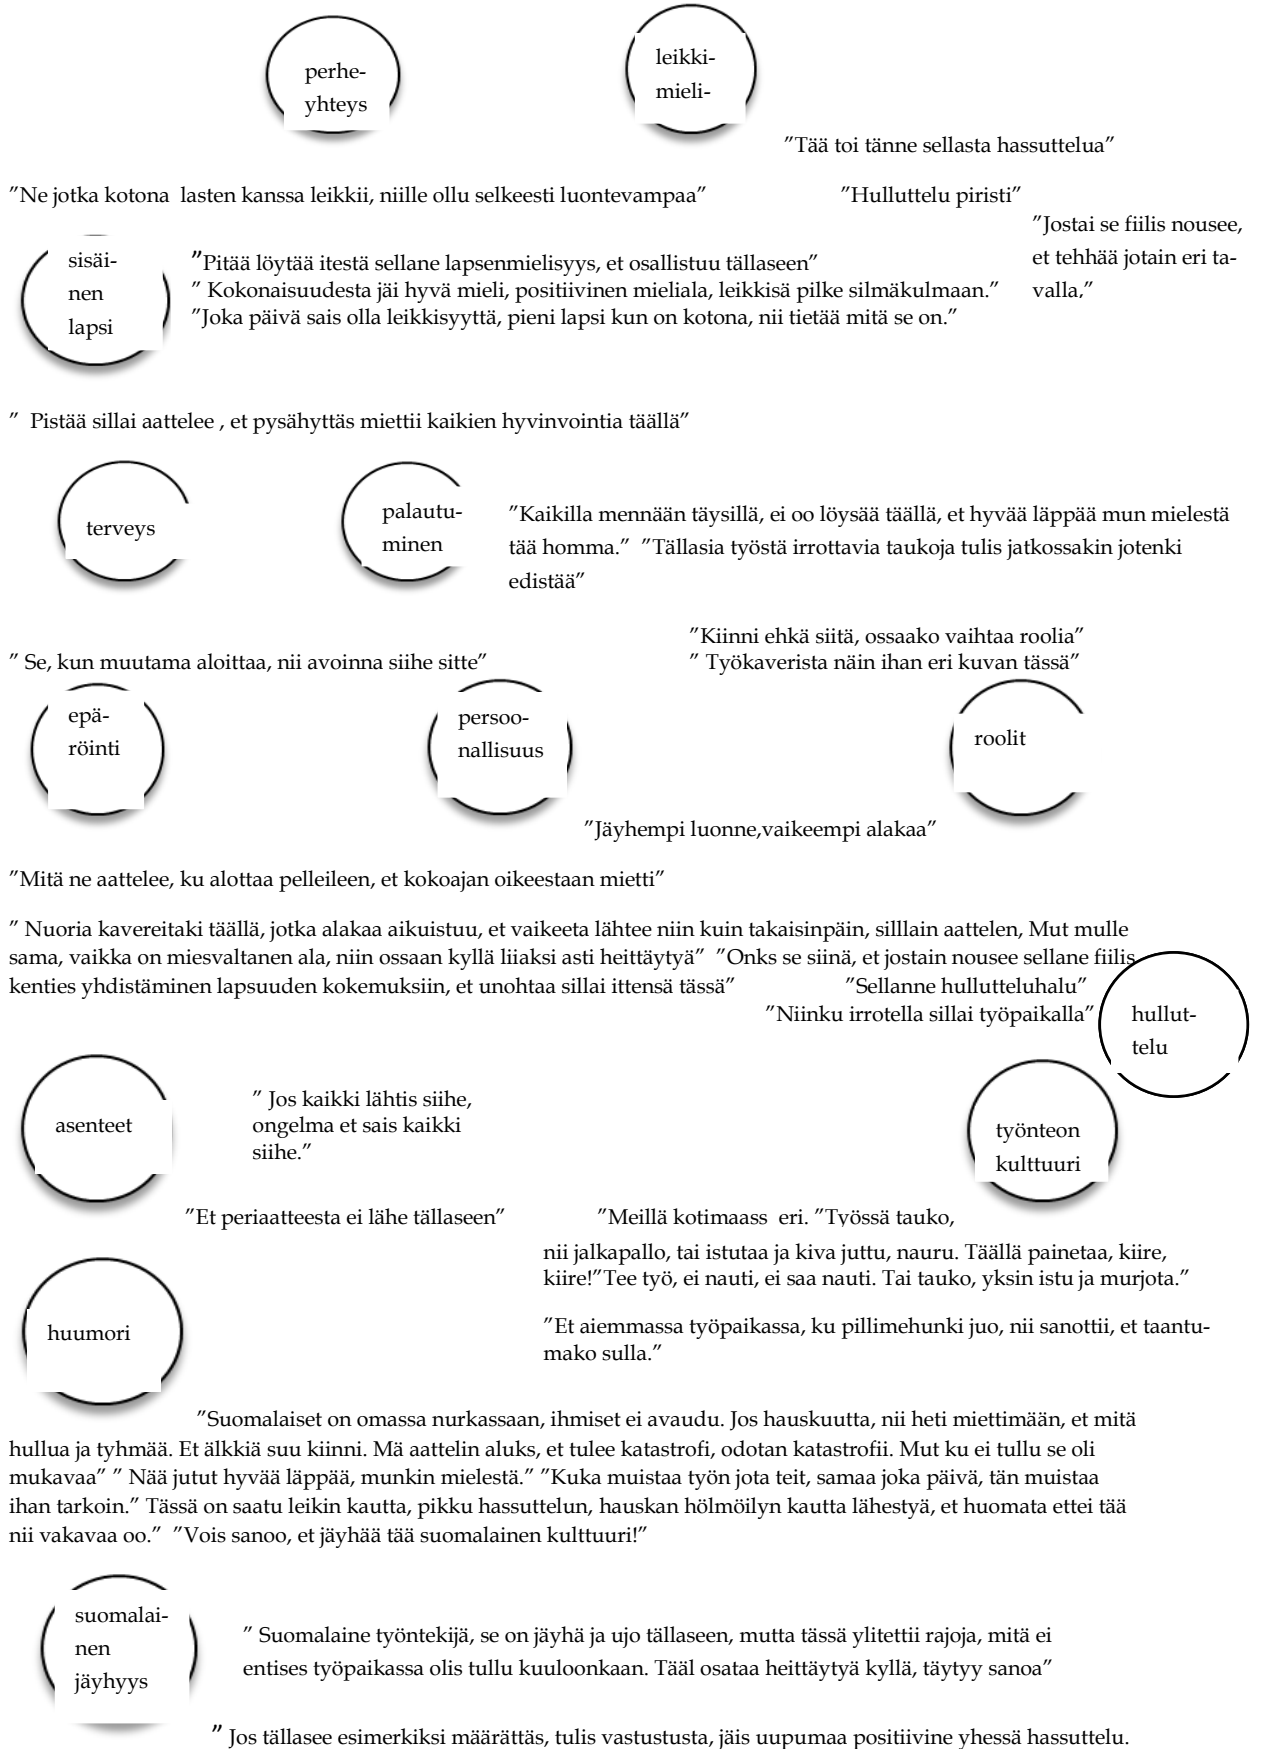 perhe-
yhteys
leikki-
mieli-
”Tää toi tänne sellasta hassuttelua”
”Ne jotka kotona  lasten kanssa leikkii, niille ollu selkeesti luontevampaa”
”Hulluttelu piristi”
”Jostai se fiilis nousee,
et tehhää jotain eri ta-
valla.”
sisäi-
nen
lapsi
”Pitää löytää itestä sellane lapsenmielisyys, et osallistuu tällaseen”
” Kokonaisuudesta jäi hyvä mieli, positiivinen mieliala, leikkisä pilke silmäkulmaan.”
”Joka päivä sais olla leikkisyyttä, pieni lapsi kun on kotona, nii tietää mitä se on.”
”  Pistää sillai aattelee , et pysähyttäs miettii kaikien hyvinvointia täällä”
terveys
palautu-
minen
”Kaikilla mennään täysillä, ei oo löysää täällä, et hyvää läppää mun mielestä
tää homma.”  ”Tällasia työstä irrottavia taukoja tulis jatkossakin jotenki
edistää”
”Kiinni ehkä siitä, ossaako vaihtaa roolia”
” Se, kun muutama aloittaa, nii avoinna siihe sitte”
” Työkaverista näin ihan eri kuvan tässä”
epä-
röinti
persoo-
nallisuus
roolit
”Jäyhempi luonne,vaikeempi alakaa”
”Mitä ne aattelee, ku alottaa pelleileen, et kokoajan oikeestaan mietti”
” Nuoria kavereitaki täällä, jotka alakaa aikuistuu, et vaikeeta lähtee niin kuin takaisinpäin, silllain aattelen, Mut mulle
sama, vaikka on miesvaltanen ala, niin ossaan kyllä liiaksi asti heittäytyä”  ”Onks se siinä, et jostain nousee sellane fiilis
kenties yhdistäminen lapsuuden kokemuksiin, et unohtaa sillai ittensä tässä”
”Sellanne hullutteluhalu”
”Niinku irrotella sillai työpaikalla”
hullut-
telu
asenteet
” Jos kaikki lähtis siihe,
ongelma et sais kaikki
siihe.”
työnteon
kulttuuri
”Et periaatteesta ei lähe tällaseen”
”Meillä kotimaass  eri. ”Työssä tauko,
nii jalkapallo, tai istutaa ja kiva juttu, nauru. Täällä painetaa, kiire,
kiire!”Tee työ, ei nauti, ei saa nauti. Tai tauko, yksin istu ja murjota.”
huumori
”Et aiemmassa työpaikassa, ku pillimehunki juo, nii sanottii, et taantu-
mako sulla.”
”Suomalaiset on omassa nurkassaan, ihmiset ei avaudu. Jos hauskuutta, nii heti miettimään, et mitä
hullua ja tyhmää. Et älkkiä suu kiinni. Mä aattelin aluks, et tulee katastrofi, odotan katastrofii. Mut ku ei tullu se oli
mukavaa” ” Nää jutut hyvää läppää, munkin mielestä.” ”Kuka muistaa työn jota teit, samaa joka päivä, tän muistaa
ihan tarkoin.” Tässä on saatu leikin kautta, pikku hassuttelun, hauskan hölmöilyn kautta lähestyä, et huomata ettei tää
nii vakavaa oo.”  ”Vois sanoo, et jäyhää tää suomalainen kulttuuri!”
suomalai-
nen
jäyhyys
” Suomalaine työntekijä, se on jäyhä ja ujo tällaseen, mutta tässä ylitettii rajoja, mitä ei
entises työpaikassa olis tullu kuuloonkaan. Tääl osataa heittäytyä kyllä, täytyy sanoa”
” Jos tällasee esimerkiksi määrättäs, tulis vastustusta, jäis uupumaa positiivine yhessä hassuttelu.